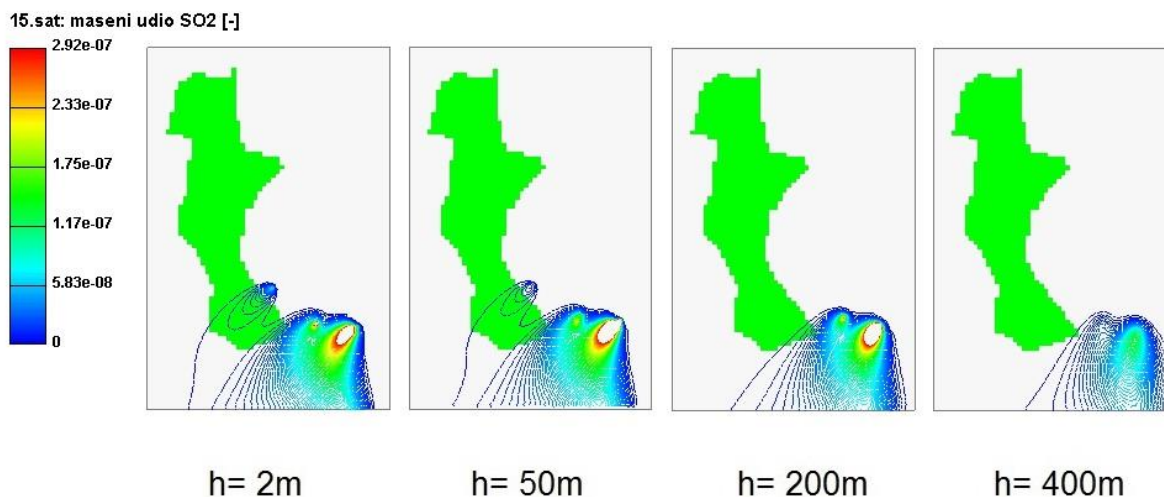 15.sat: maseni udio SO2 [-]
2.92e-07
2.33e-07
1.75e-07
1.17e-07
5.83e-08
0
h= 2m
h= 50m
h= 200m
h= 400m